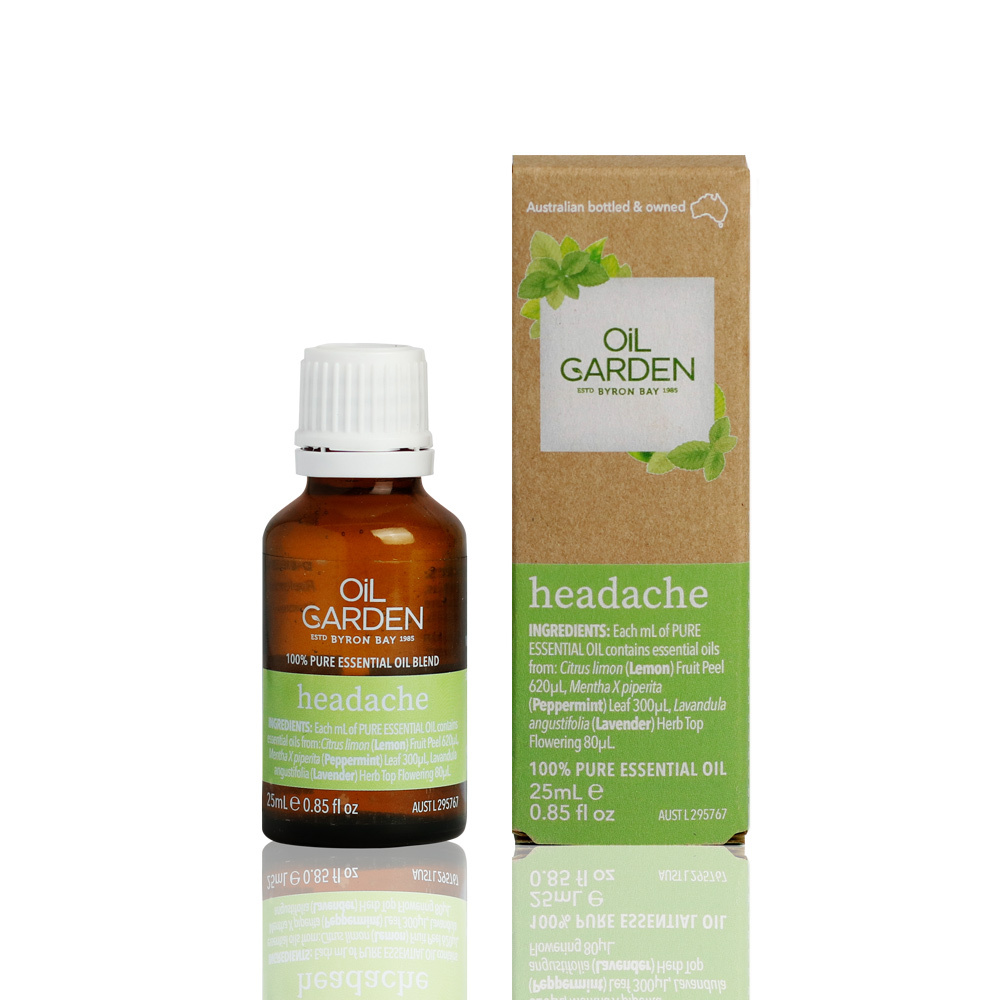 Australian bottled & owned
OiL
GARDEN
ESTD BYRON BAY 1985
headache
INGREDIENTS: Each mL of PURE
ESSENTIAL OIL contains essential oils
from: Citrus limon (Lemon) Fruit Peel
620µL, Mentha X piperita
(Peppermint) Leaf 300µL, Lavandula
angustifolia (Lavender) Herb Top
Flowering 80µL.
100% PURE ESSENTIAL OIL
25mL e
0.85 fl oz
AUST L 295767
OiL
GARDEN
ESTD BYRON BAY 1985
100% PURE ESSENTIAL OIL BLEND
headache
INGREDIENTS: Each mL of PURE ESSENTIAL OIL contains
essential oils from: Citrus limon (Lemon) Fruit Peel 620µL,
Mentha X piperita (Peppermint) Leaf 300µL, Lavandula
angustifolia (Lavender) Herb Top Flowering 80µL.
25mL e 0.85 fl oz
AUST L 295767